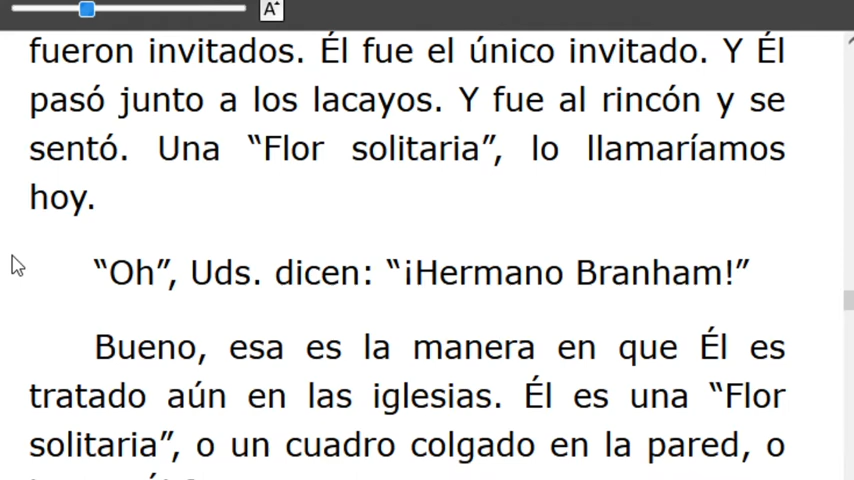 A
fueron invitados. Él fue el único invitado. Y Él
pasó junto a los lacayos. Y fue al rincón y se
sentó. Una “Flor solitaria”, lo llamaríamos
hoy.
“Oh”, Uds. dicen: “¡Hermano Branham!”
Bueno, esa es la manera en que Él es
tratado aún en las iglesias. Él es una “Flor
solitaria”, o un cuadro colgado en la pared, o